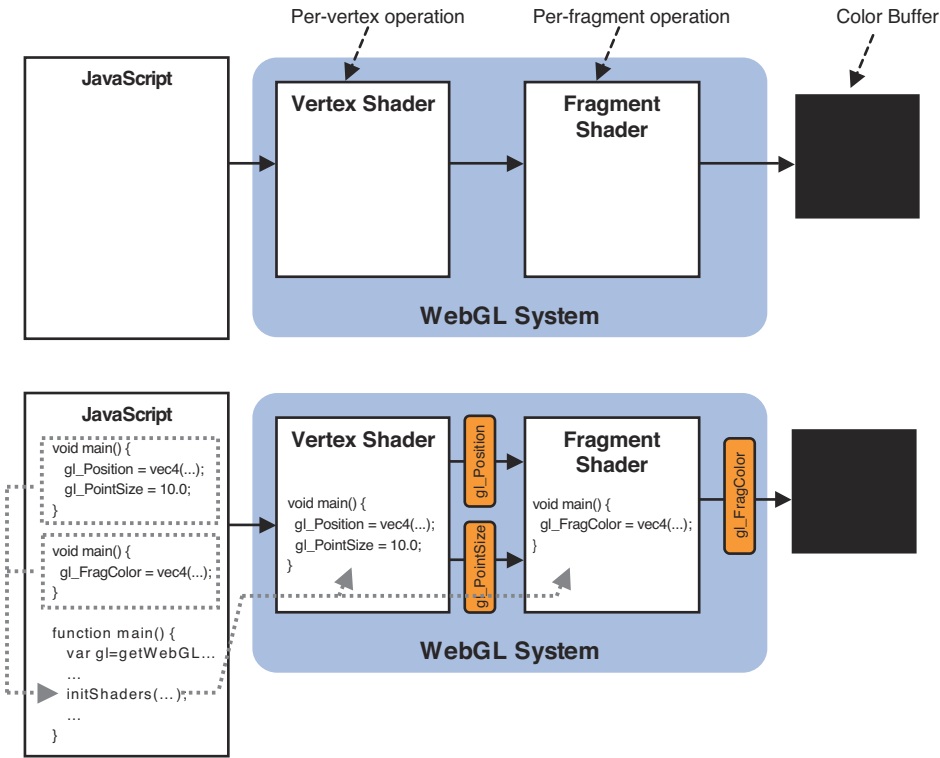 Per-vertex operation
Per-fragment operation
Color Buffer
JavaScript
Vertex Shader
Fragment
Shader
WebGL System
JavaScript
void main() {
gl_Position = vec4(...);
gl_PointSize = 10.0;
}
void main() {
gl_FragColor = vec4(...);
}
function main() {
var gl=getWebGL...
...
initShaders(...);
...
}
Vertex Shader
void main() {
gl_Position = vec4(...);
gl_PointSize = 10.0;
}
gl_Position
gl_PointSize
Fragment
Shader
void main() {
gl_FragColor = vec4(...);
}
gl_FragColor
WebGL System